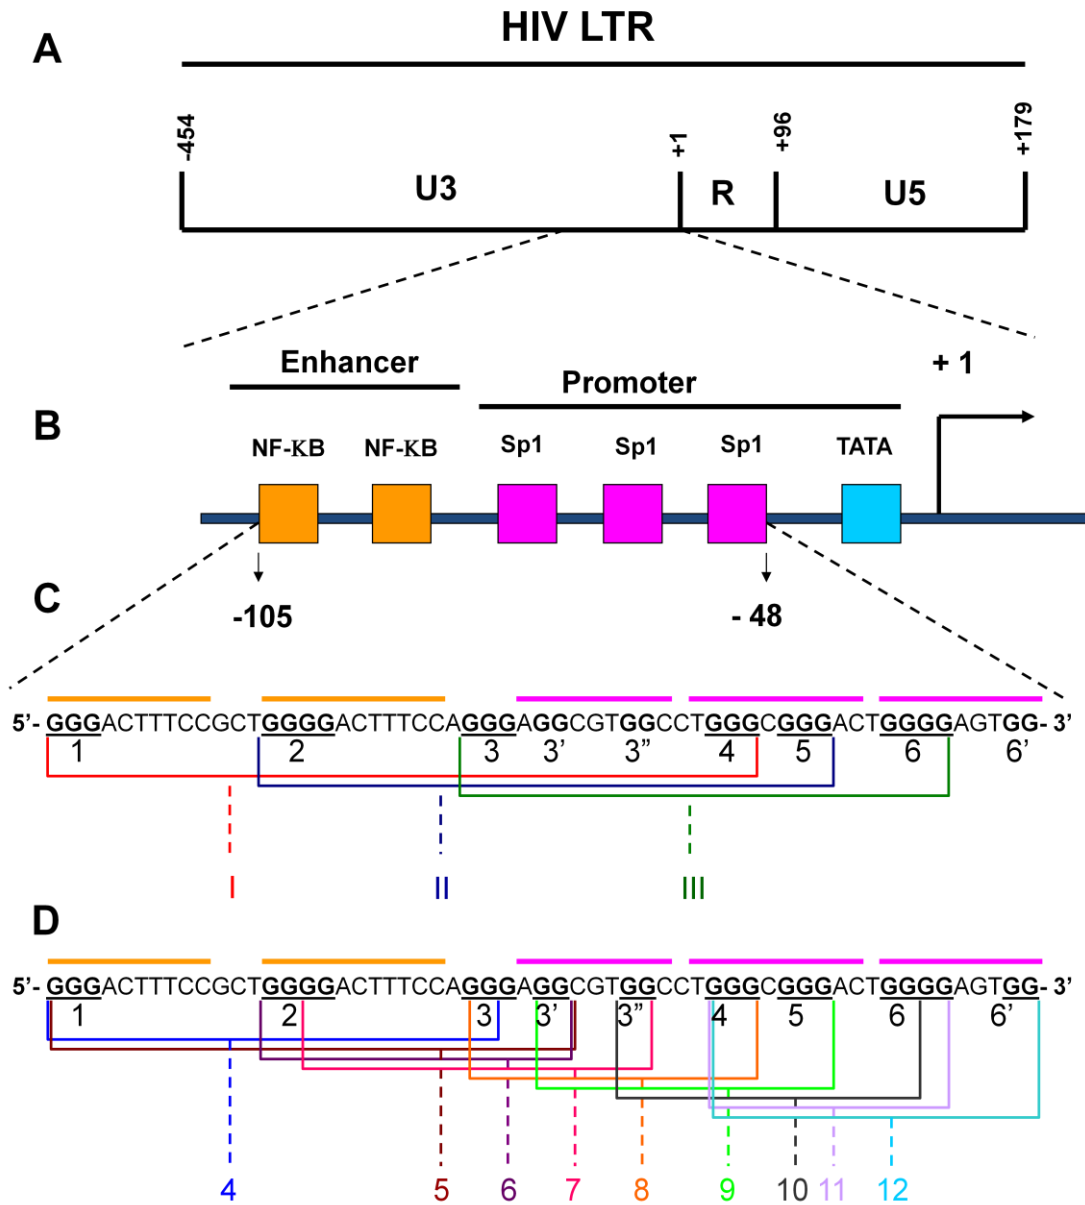 A
HIV LTR
-454
+1
+96
+179
U3
R
U5
Enhancer
Promoter
+ 1
B
NF-κB
NF-κB
Sp1
Sp1
Sp1
TATA
-105
- 48
C
5’- GGGACTTTCCGCTGGGGACTTTCCAGGGAGGCGTGGCCTGGGCGGGACTGGGGAGTGG- 3’
1
2
3
3’
3”
4
5
6
6’
I
II
III
D
5’- GGGACTTTCCGCTGGGGACTTTCCAGGGAGGCGTGGCCTGGGCGGGACTGGGGAGTGG- 3’
1
2
3
3’
3”
4
5
6
6’
4
5
6
7
8
9
10
11
12